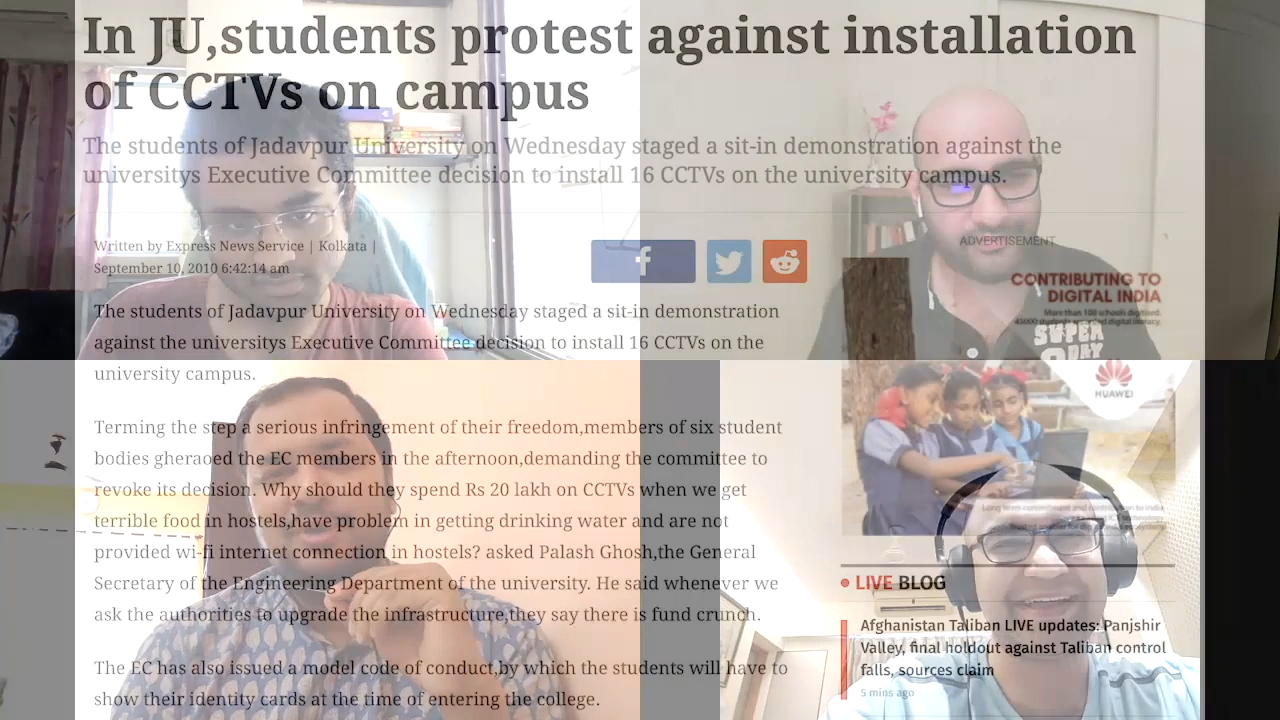 In JU,students protest against installation
of CCTVs on campus
The students of Jadavpur University on Wednesday staged a sit-in demonstration against the
universitys Executive Committee decision to install 16 CCTVs on the university campus.
Written by Express News Service | Kolkata |
September 10, 2010 6:42:14 am
The students of Jadavpur University on Wednesday staged a sit-in demonstration
against the universitys Executive Committee decision to install 16 CCTVs on the
university campus.
Terming the step a serious infringement of their freedom,members of six student
bodies gheraoed the EC members in the afternoon,demanding the committee to
revoke its decision. Why should they spend Rs 20 lakh on CCTVs when we get
terrible food in hostels,have problem in getting drinking water and are not
provided wi-fi internet connection in hostels? asked Palash Ghosh,the General
Secretary of the Engineering Department of the university. He said whenever we
ask the authorities to upgrade the infrastructure,they say there is fund crunch.
The EC has also issued a model code of conduct,by which the students will have to
show their identity cards at the time of entering the college.
ADVERTISEMENT
CONTRIBUTING TO
DIGITAL INDIA
More than 100 schools digitised.
SUPER
DAY
HUAWEI
LIVE BLOG
Afghanistan Taliban LIVE updates: Panjshir
Valley, final holdout against Taliban control
falls, sources claim
5 mins ago